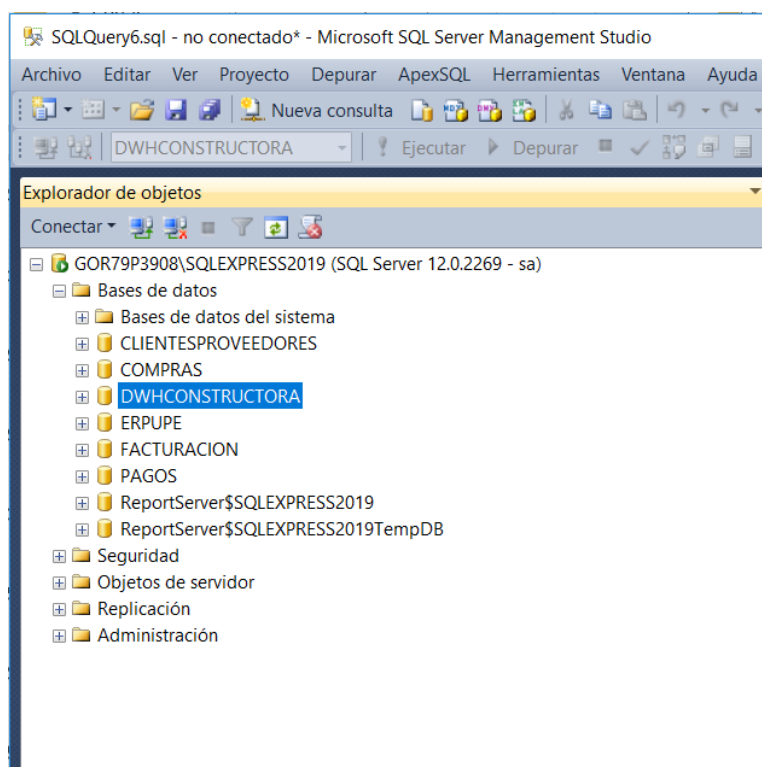 SQLQuery6.sql - no conectado* - Microsoft SQL Server Management Studio
Archivo Editar Ver Proyecto Depurar ApexSQL Herramientas Ventana Ayuda
Nueva consulta
DWHCONSTRUCTORA Ejecutar Depurar
Explorador de objetos
Conectar
GOR79P3908\SQLEXPRESS2019 (SQL Server 12.0.2269 - sa)
Bases de datos
Bases de datos del sistema
CLIENTESPROVEEDORES
COMPRAS
DWHCONSTRUCTORA
ERPUPE
FACTURACION
PAGOS
ReportServer$SQLEXPRESS2019
ReportServer$SQLEXPRESS2019TempDB
Seguridad
Objetos de servidor
Replicación
Administración